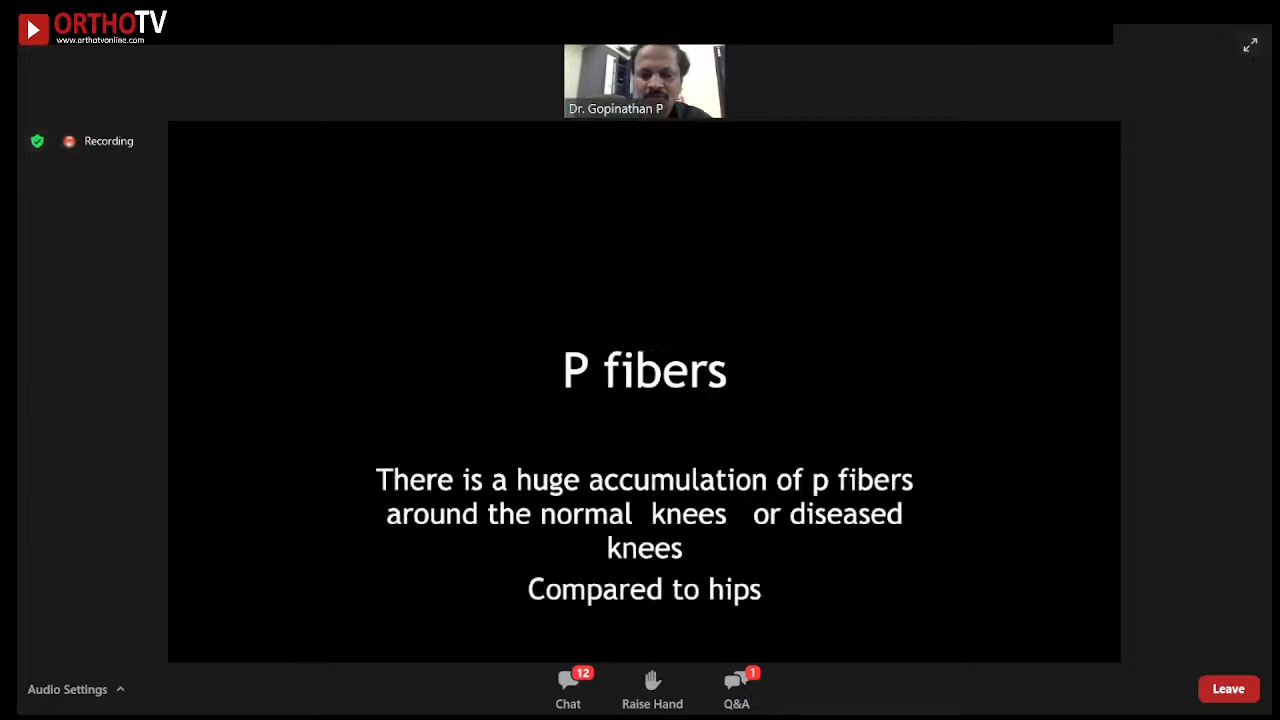 ORTHOTV
www.orthotvonline.com
Dr. Gopinathan P
Recording
P fibers
There is a huge accumulation of p fibers
around the normal knees or diseased
knees
Compared to hips
Audio Settings
12
Chat
Raise Hand
1
Q&A
Leave